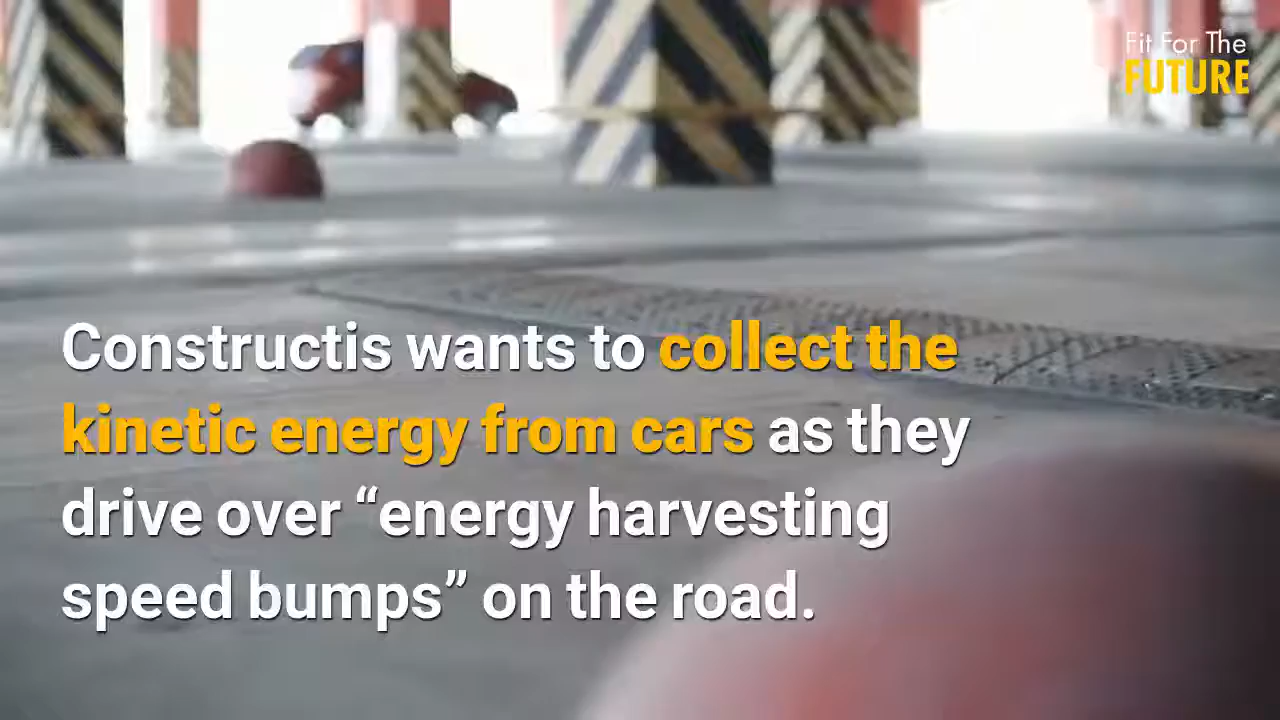 Fit For The
FUTURE
Constructis wants to collect the
kinetic energy from cars as they
drive over “energy harvesting
speed bumps” on the road.